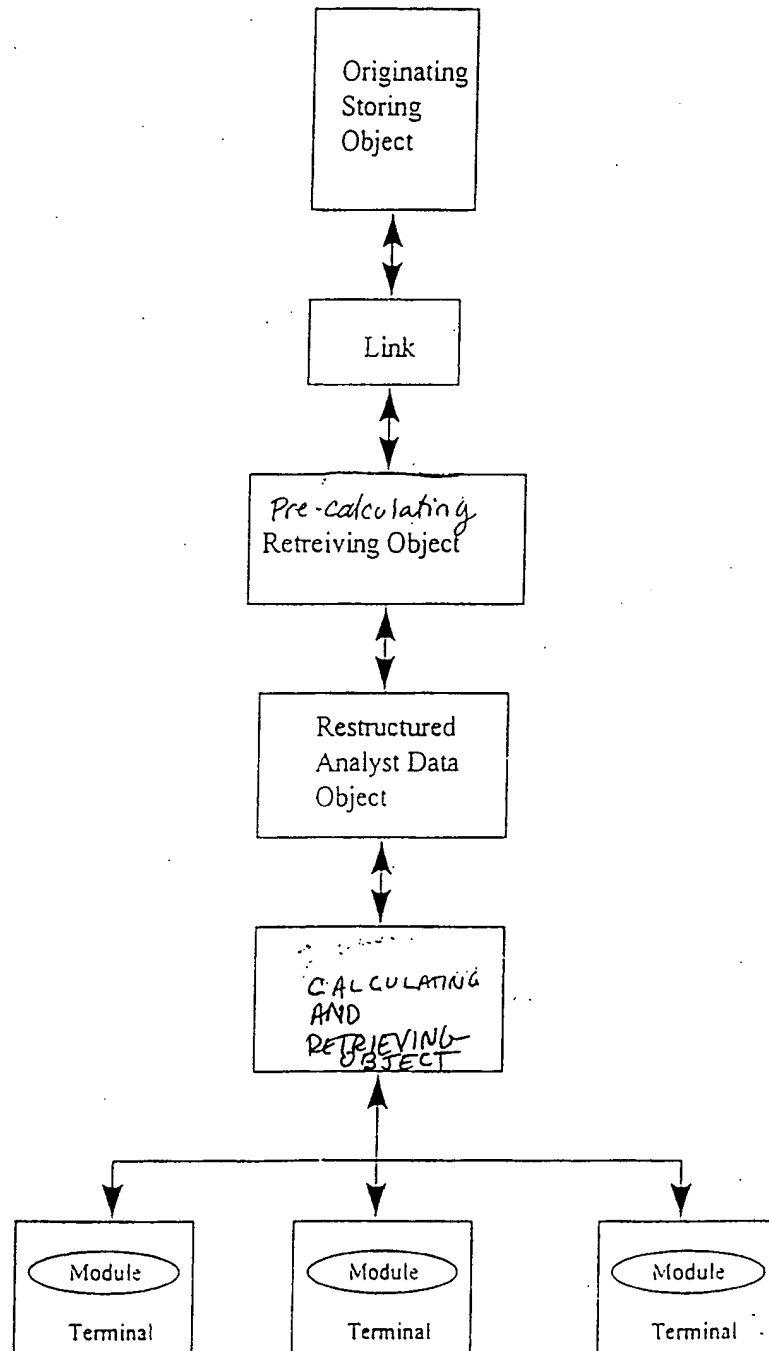 Originating
Storing
Object
Link
Pre-calculating
Retreiving Object
Restructured
Analyst Data
Object
CALCULATING
AND
RETRIEVING
OBJECT
Module
Module
Module
Terminal
Terminal
Terminal